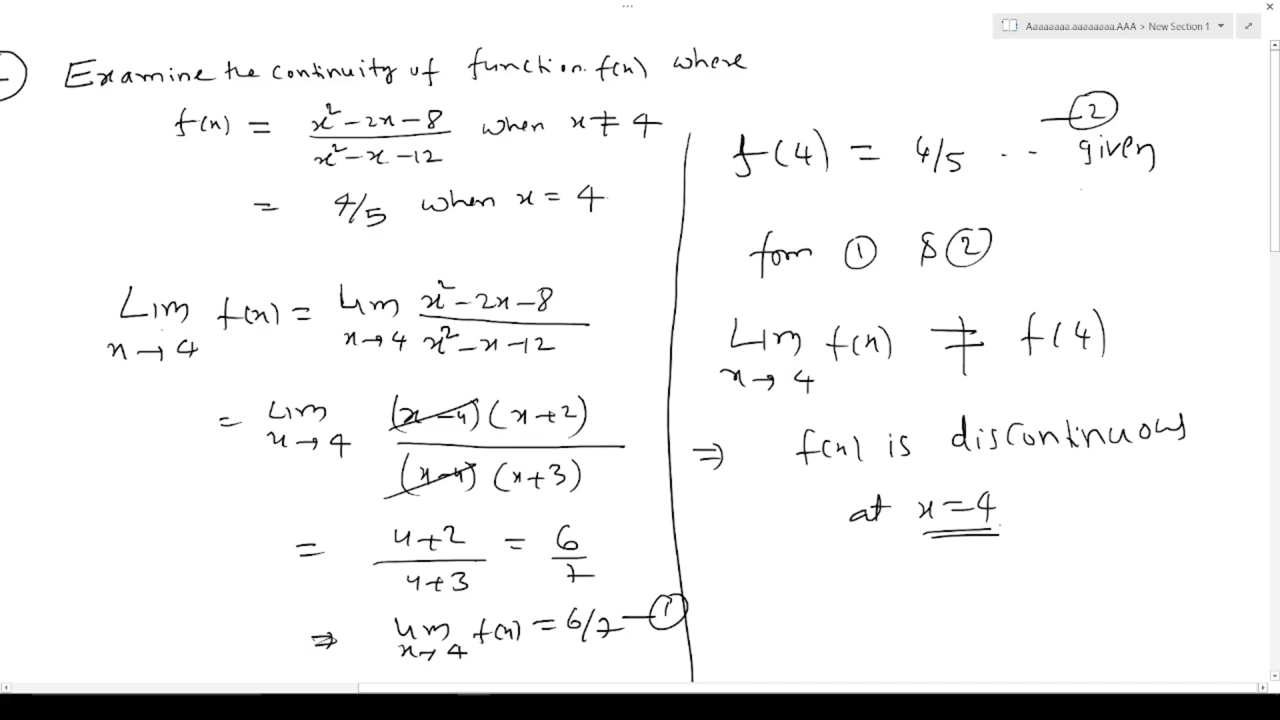 ...
Aaaaaaaa.aaaaaaaa.AAA > New Section 1
Examine the continuity of function f(x) where
f(x) = x²-2x-8 / x²-x-12 when x ≠ 4
= 4/5 when x = 4
Lim x→4 f(x) = Lim x→4 x²-2x-8 / x²-x-12
= Lim x→4 (x-4)(x+2) / (x-4)(x+3)
= 4+2 / 4+3 = 6/7
⇒ Lim x→4 f(x) = 6/7 — ①
— ②
f(4) = 4/5 .. given
form ① & ②
Lim x→4 f(x) ≠ f(4)
⇒ f(x) is discontinuous
at x=4